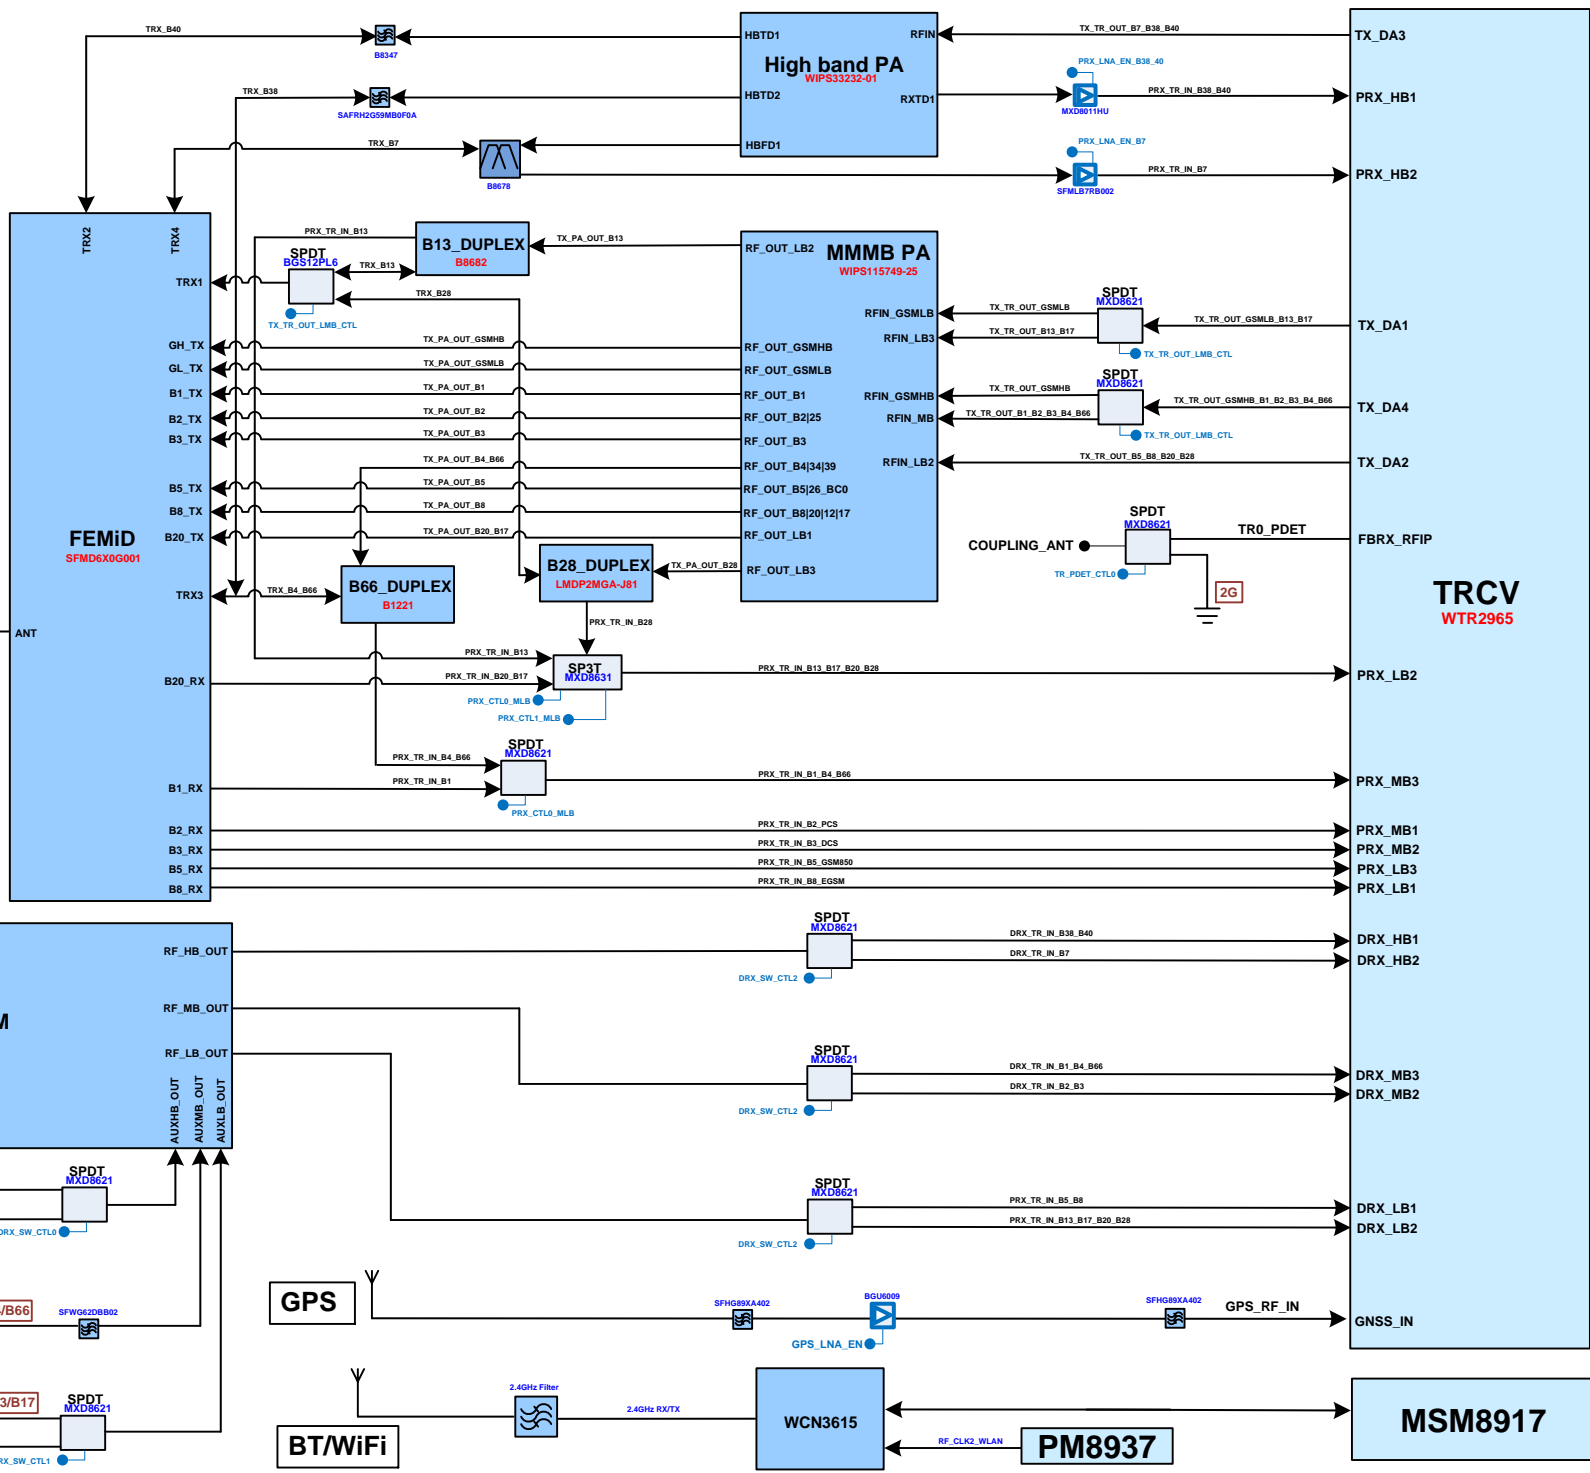 TRX_B40
B8347
HBTD1
RFIN
TX_TR_OUT_B7_B38_B40
TX_DA3
High band PA
WIPS33232-01
PRX_LNA_EN_B38_40
TRX_B38
SAFRH2G59MB0F0A
HBTD2
RXTD1
MXD8011HU
PRX_TR_IN_B38_B40
PRX_HB1
TRX_B7
B8678
HBFD1
PRX_LNA_EN_B7
SFMLB7RB002
PRX_TR_IN_B7
PRX_HB2
TRX2
TRX4
PRX_TR_IN_B13
B13_DUPLEX
B8682
TX_PA_OUT_B13
RF_OUT_LB2
MMMB PA
WIPS115749-25
SPDT
BGS12PL6
TRX_B13
TRX1
TRX_B28
TX_TR_OUT_LMB_CTL
SPDT
MXD8621
RFIN_GSMLB
TX_TR_OUT_GSMLB
TX_TR_OUT_GSMLB_B13_B17
TX_DA1
RFIN_LB3
TX_TR_OUT_B13_B17
TX_TR_OUT_LMB_CTL
GH_TX
TX_PA_OUT_GSMHB
RF_OUT_GSMHB
GL_TX
TX_PA_OUT_GSMLB
RF_OUT_GSMLB
SPDT
MXD8621
B1_TX
TX_PA_OUT_B1
RF_OUT_B1
RFIN_GSMHB
TX_TR_OUT_GSMHB
TX_TR_OUT_GSMHB_B1_B2_B3_B4_B66
TX_DA4
B2_TX
TX_PA_OUT_B2
RF_OUT_B2|25
RFIN_MB
TX_TR_OUT_B1_B2_B3_B4_B66
TX_TR_OUT_LMB_CTL
B3_TX
TX_PA_OUT_B3
RF_OUT_B3
TX_PA_OUT_B4_B66
RF_OUT_B4|34|39
RFIN_LB2
TX_TR_OUT_B5_B8_B20_B28
TX_DA2
B5_TX
TX_PA_OUT_B5
RF_OUT_B5|26_BC0
B8_TX
TX_PA_OUT_B8
RF_OUT_B8|20|12|17
FEMiD
SFMD6X0G001
B20_TX
TX_PA_OUT_B20_B17
RF_OUT_LB1
SPDT
MXD8621
COUPLING_ANT
TR0_PDET
FBRX_RFIP
TR_PDET_CTL0
2G
B28_DUPLEX
LMDP2MGA-J81
TX_PA_OUT_B28
RF_OUT_LB3
TRX3
TRX_B4_B66
B66_DUPLEX
B1221
TRCV
WTR2965
ANT
PRX_TR_IN_B28
PRX_TR_IN_B13
SP3T
MXD8631
PRX_TR_IN_B13_B17_B20_B28
PRX_LB2
B20_RX
PRX_TR_IN_B20_B17
PRX_CTL0_MLB
PRX_CTL1_MLB
SPDT
MXD8621
PRX_TR_IN_B4_B66
PRX_TR_IN_B1_B4_B66
PRX_MB3
B1_RX
PRX_TR_IN_B1
PRX_CTL0_MLB
B2_RX
PRX_TR_IN_B2_PCS
PRX_MB1
B3_RX
PRX_TR_IN_B3_DCS
PRX_MB2
B5_RX
PRX_TR_IN_B5_GSM850
PRX_LB3
B8_RX
PRX_TR_IN_B8_EGSM
PRX_LB1
RF_HB_OUT
SPDT
MXD8621
DRX_TR_IN_B38_B40
DRX_HB1
DRX_TR_IN_B7
DRX_HB2
DRX_SW_CTL2
RF_MB_OUT
M
RF_LB_OUT
SPDT
MXD8621
DRX_TR_IN_B1_B4_B66
DRX_MB3
DRX_TR_IN_B2_B3
DRX_MB2
DRX_SW_CTL2
AUXHB_OUT
AUXMB_OUT
AUXLB_OUT
SPDT
MXD8621
DRX_SW_CTL0
SPDT
MXD8621
PRX_TR_IN_B5_B8
DRX_LB1
PRX_TR_IN_B13_B17_B20_B28
DRX_LB2
DRX_SW_CTL2
/B66
SFWG62DBB02
GPS
SFHG89XA402
BGU6009
GPS_LNA_EN
SFHG89XA402
GPS_RF_IN
GNSS_IN
3/B17
SPDT
MXD8621
RX_SW_CTL1
BT/WiFi
2.4GHz Filter
2.4GHz RX/TX
WCN3615
RF_CLK2_WLAN
PM8937
MSM8917